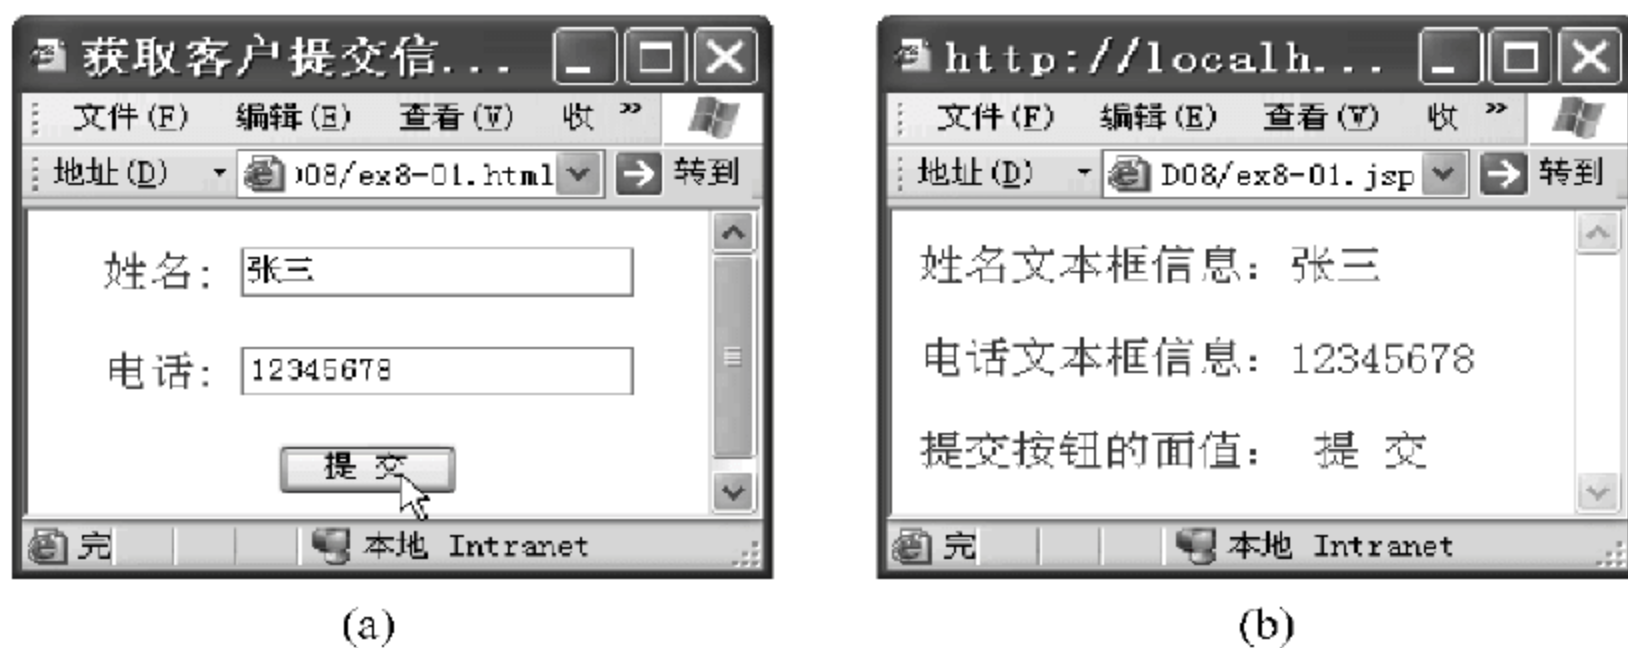 获取客户提交信...
文件(F) 编辑(E) 查看(V) 收 »
地址(D) D08/ex8-01.html 转到
姓名: 张三
电话: 12345678
提 交
完 本地 Intranet
(a)
http://localh...
文件(F) 编辑(E) 查看(V) 收 »
地址(D) D08/ex8-01.jsp 转到
姓名文本框信息: 张三
电话文本框信息: 12345678
提交按钮的面值: 提 交
完 本地 Intranet
(b)